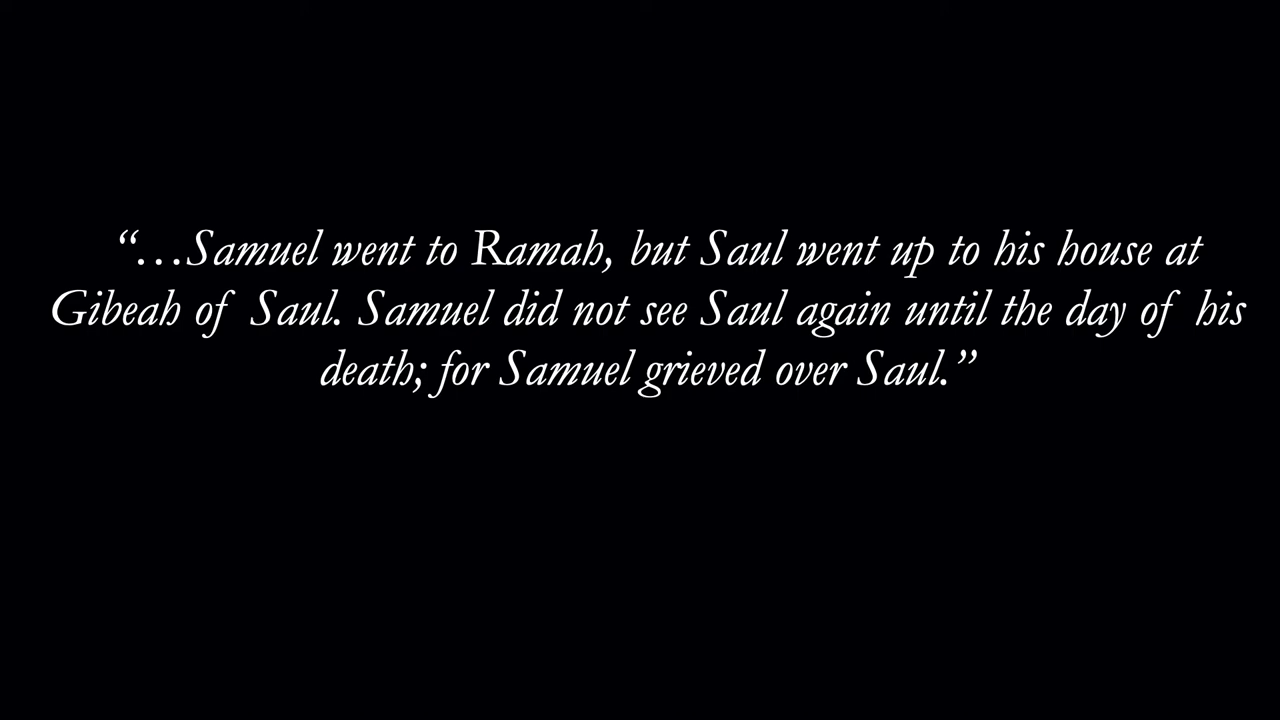 “…Samuel went to Ramah, but Saul went up to his house at
Gibeah of Saul. Samuel did not see Saul again until the day of his
death; for Samuel grieved over Saul.”